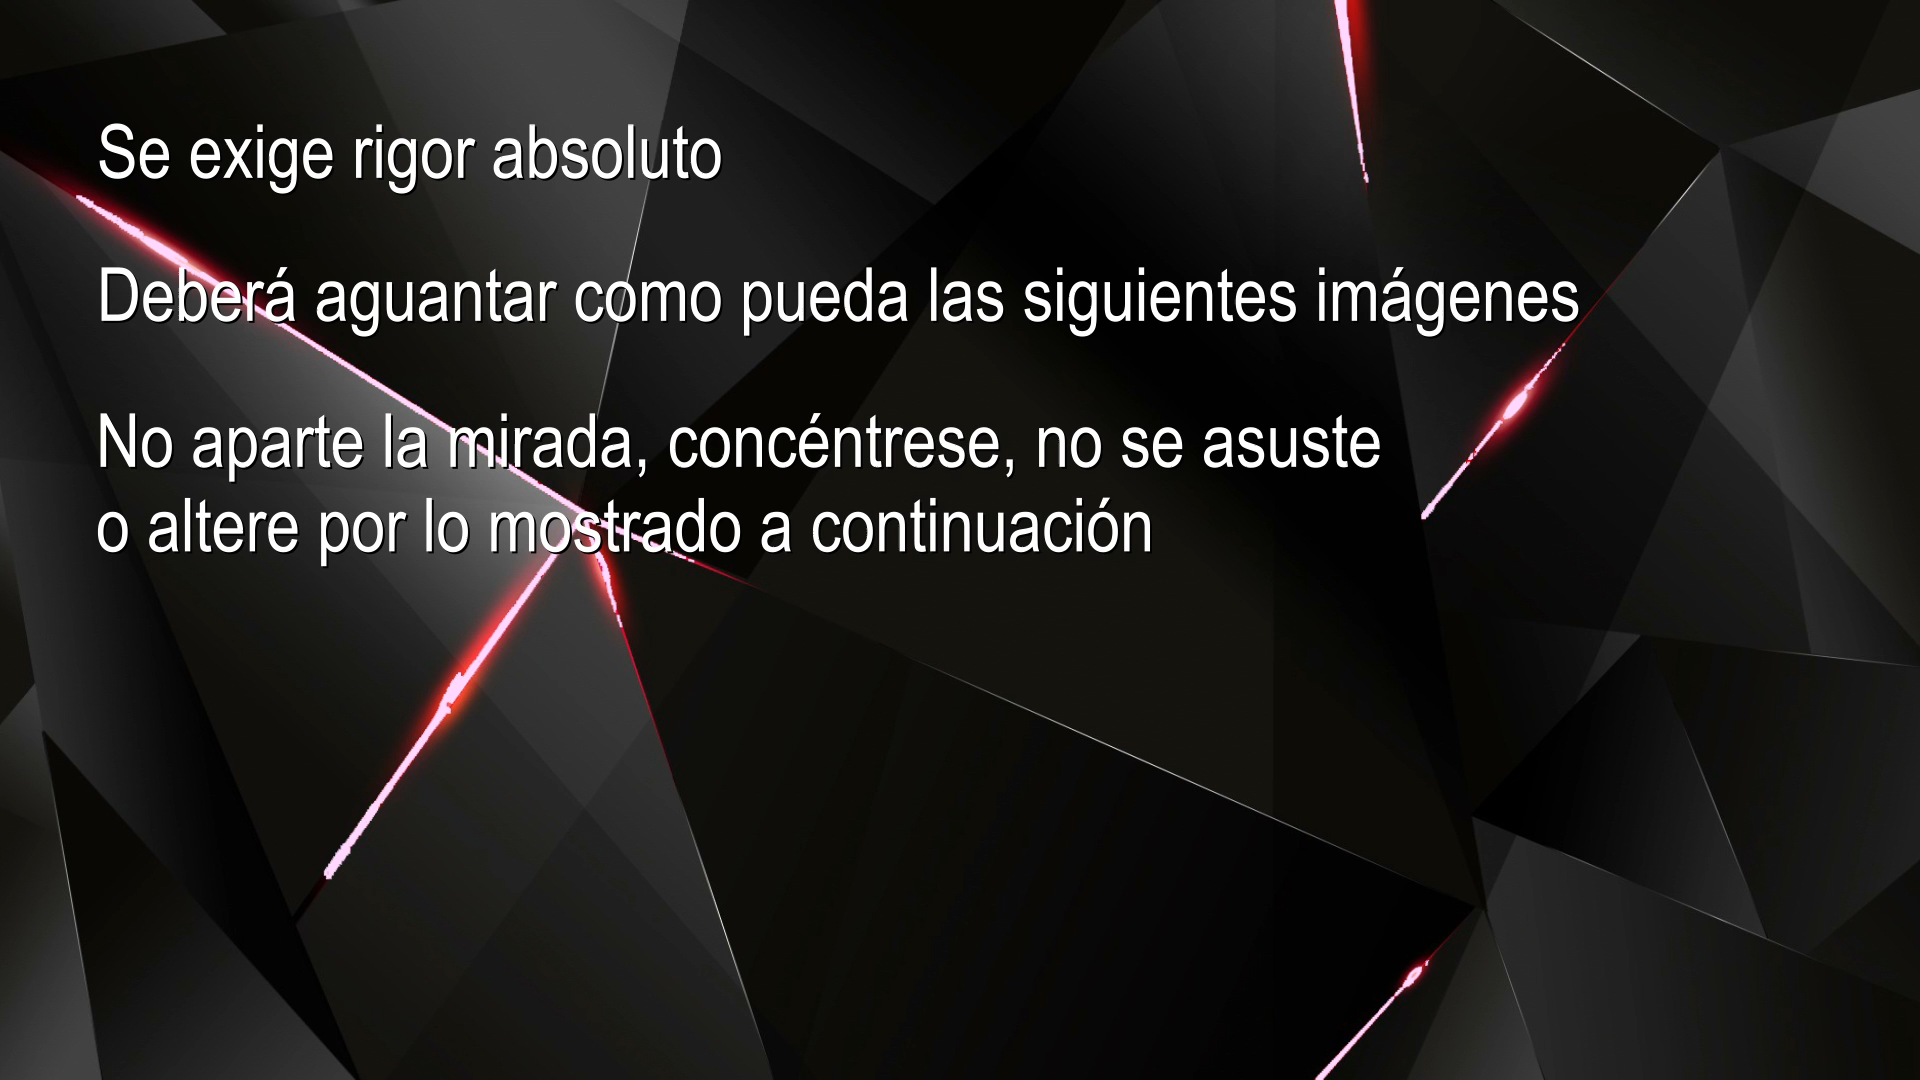 Se exige rigor absoluto
Deberá aguantar como pueda las siguientes imágenes
No aparte la mirada, concéntrese, no se asuste
o altere por lo mostrado a continuación